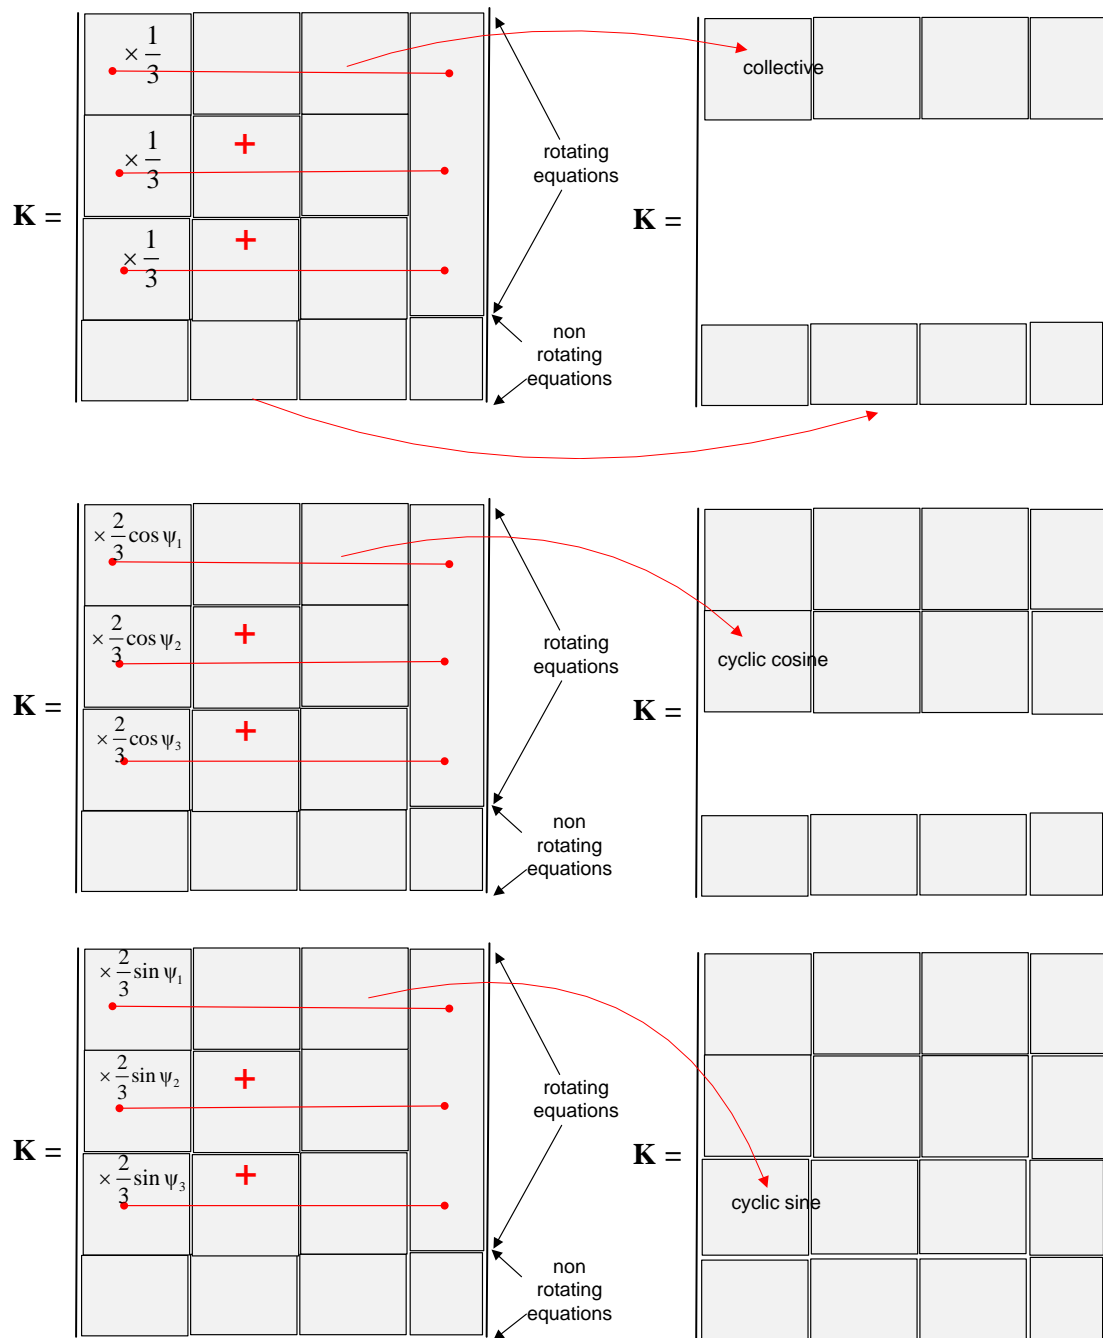 × 1/3
collective
× 1/3
+
rotating
equations
K =
K =
× 1/3
+
non
rotating
equations
× 2/3 cos ψ₁
× 2/3 cos ψ₂
+
rotating
equations
cyclic cosine
K =
K =
× 2/3 cos ψ₃
+
non
rotating
equations
× 2/3 sin ψ₁
× 2/3 sin ψ₂
+
rotating
equations
K =
K =
× 2/3 sin ψ₃
+
cyclic sine
non
rotating
equations